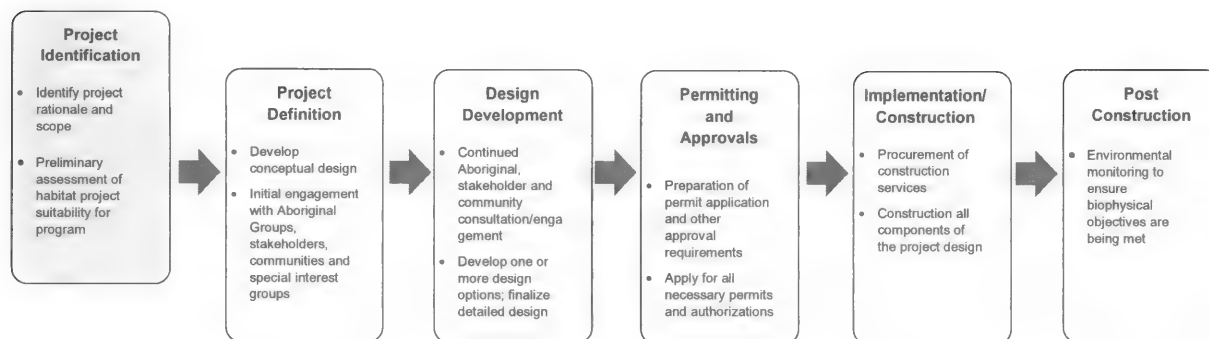 Project
Identification
• Identify project
rationale and
scope
• Preliminary
assessment of
habitat project
suitability for
program
Project
Definition
• Develop
conceptual design
• Initial engagement
with Aboriginal
Groups,
stakeholders,
communities and
special interest
groups
Design
Development
• Continued
Aboriginal,
stakeholder and
community
consultation/enga
gement
• Develop one or
more design
options; finalize
detailed design
Permitting
and
Approvals
• Preparation of
permit application
and other
approval
requirements
• Apply for all
necessary permits
and authorizations
Implementation/
Construction
• Procurement of
construction
services
• Construction all
components of
the project design
Post
Construction
• Environmental
monitoring to
ensure
biophysical
objectives are
being met